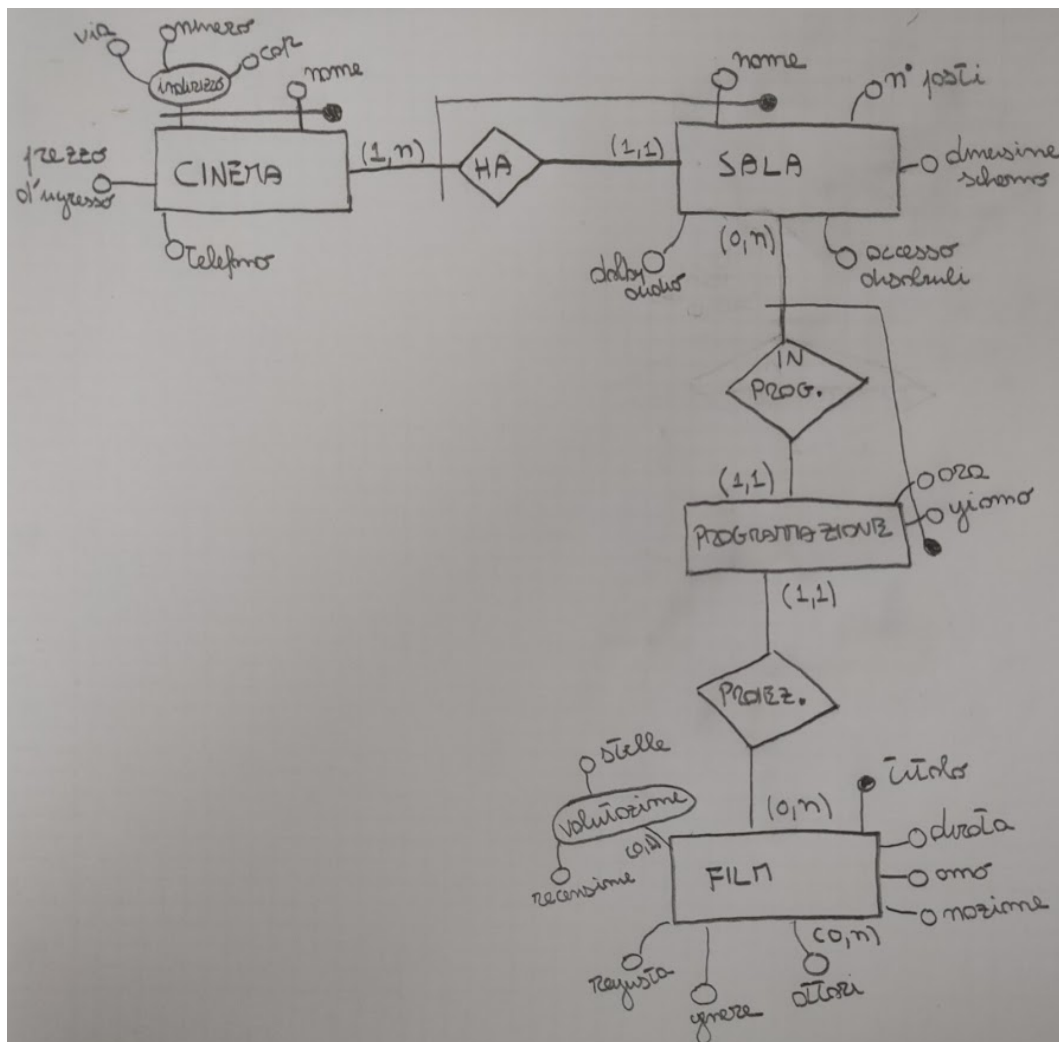 via
numero
cap
indirizzo
nome
prezzo
d'ingresso
CINEMA
telefono
(1,n)
HA
(1,1)
nome
n° posti
SALA
dimensione
schermo
dolby
audio
(0,n)
accesso
disabili
IN
PROG.
(1,1)
ora
giorno
PROGRAMMAZIONE
(1,1)
PROIEZ.
stelle
valutazione
recensione
(0,n)
titolo
durata
anno
nazione
FILM
(0,n)
regista
genere
attori